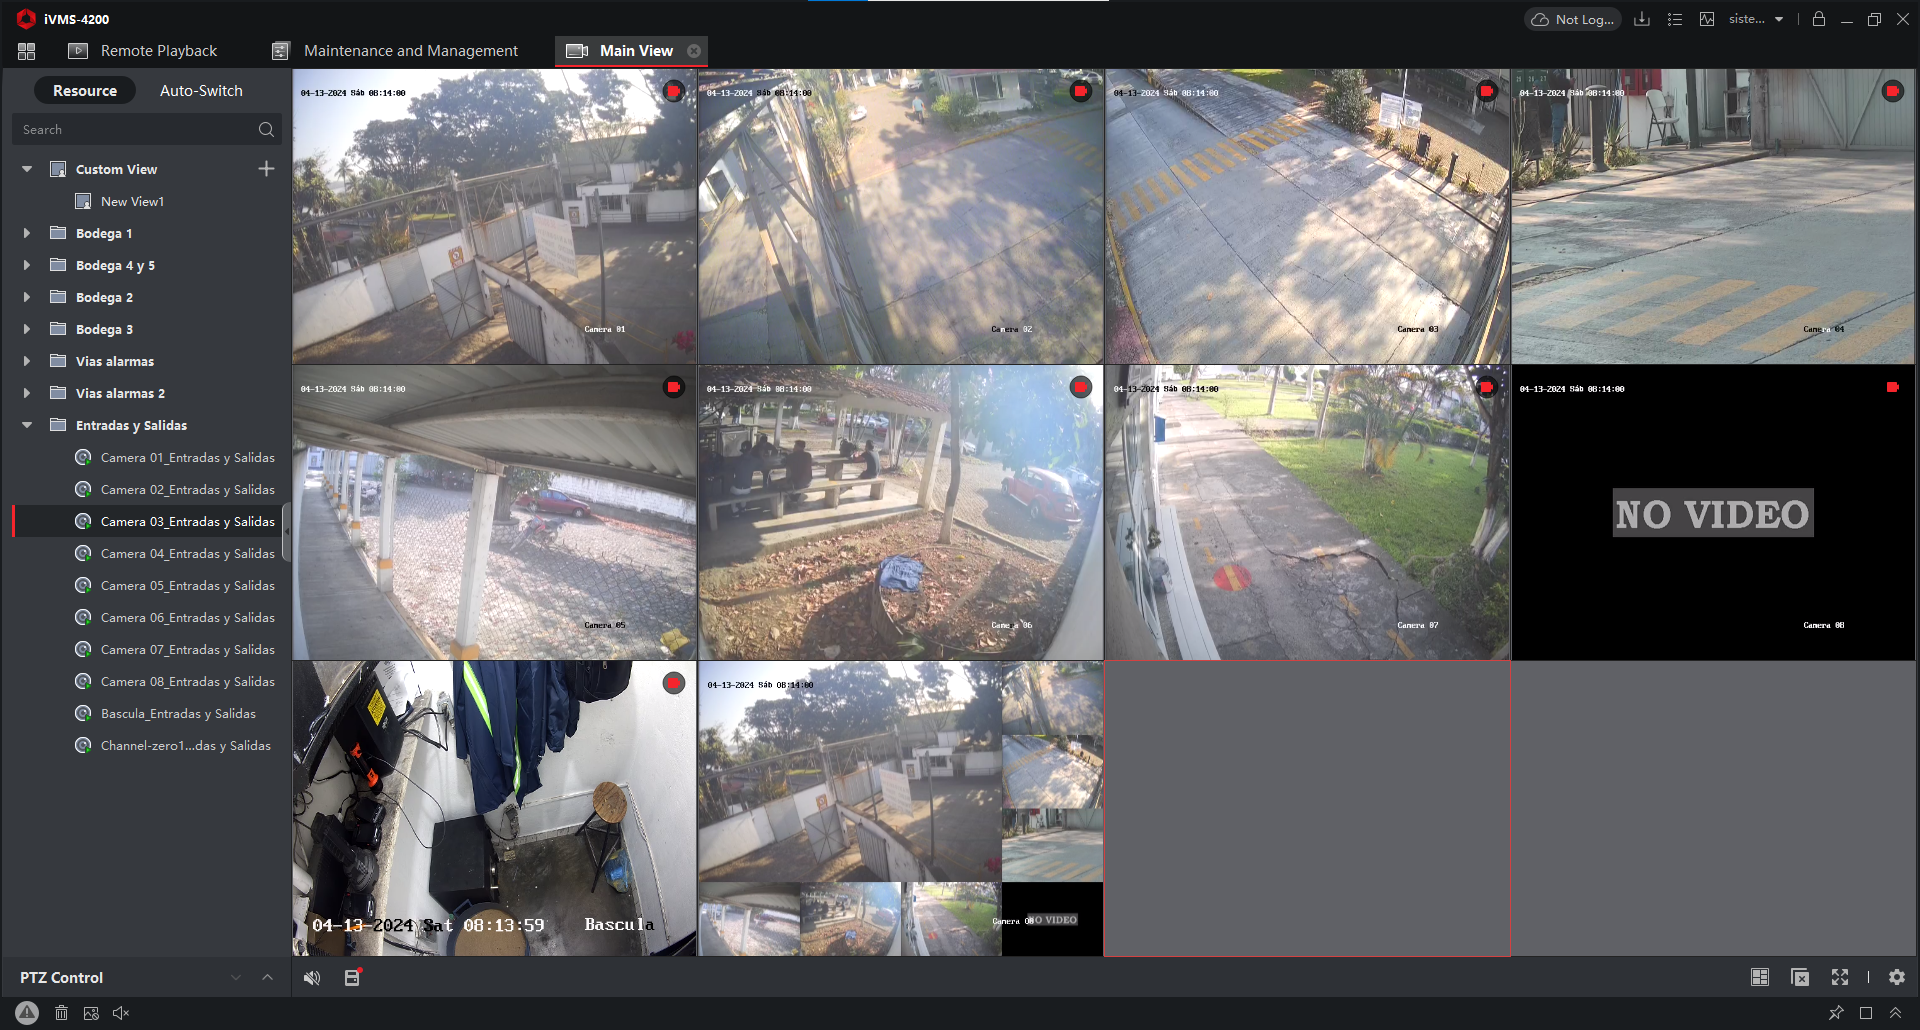 iVMS-4200
Not Log...
siste...
Remote Playback
Maintenance and Management
Main View
Resource
Auto-Switch
Search
Custom View
New View1
Bodega 1
Bodega 4 y 5
Bodega 2
Bodega 3
Vias alarmas
Vias alarmas 2
Entradas y Salidas
Camera 01_Entradas y Salidas
Camera 02_Entradas y Salidas
Camera 03_Entradas y Salidas
Camera 04_Entradas y Salidas
Camera 05_Entradas y Salidas
Camera 06_Entradas y Salidas
Camera 07_Entradas y Salidas
Camera 08_Entradas y Salidas
Bascula_Entradas y Salidas
Channel-zero1...das y Salidas
PTZ Control
04-13-2024 Sáb 08:14:00
Camera 01
04-13-2024 Sáb 08:14:00
Camera 02
04-13-2024 Sáb 08:14:00
Camera 03
04-13-2024 Sáb 08:14:00
Camera 04
04-13-2024 Sáb 08:14:00
Camera 05
04-13-2024 Sáb 08:14:00
Camera 06
04-13-2024 Sáb 08:14:00
Camera 07
04-13-2024 Sáb 08:14:00
NO VIDEO
Camera 08
04-13-2024 Sat 08:13:59
Bascula
04-13-2024 Sáb 08:14:00
Camera 08
NO VIDEO